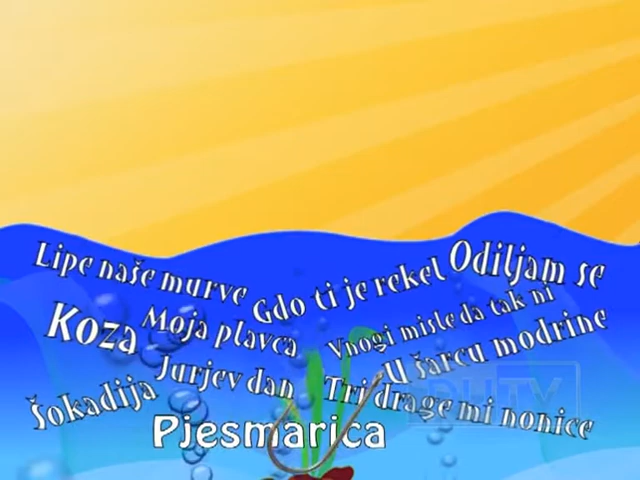 Lipe naše murve
Gdo ti je rekel
Odiljam se
Koza
Moja plavca
Vnogi misle da tak ni
U šarcu modrine
Jurjev dan
Tri drage mi nonice
Šokadija
Pjesmarica